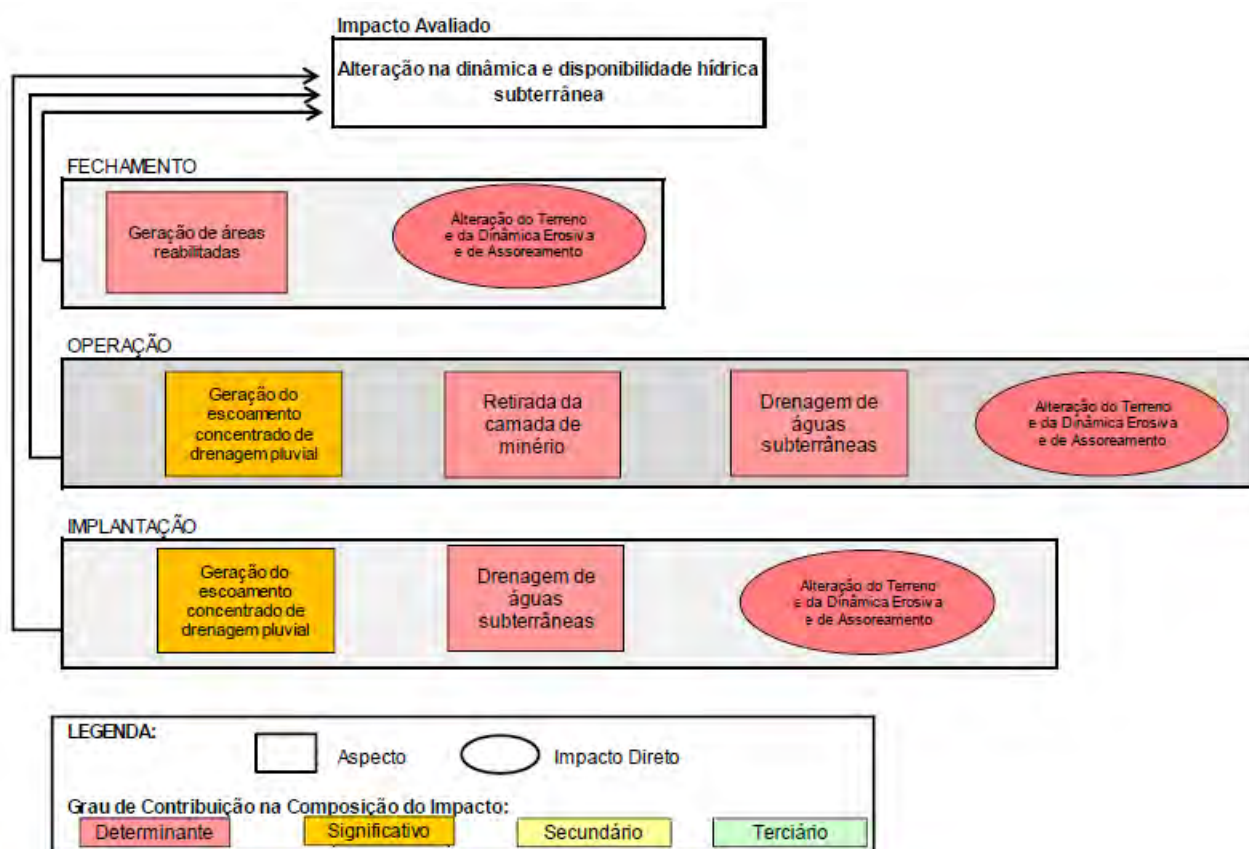 Impacto Avaliado
Alteração na dinâmica e disponibilidade hídrica
subterrânea
FECHAMENTO
Geração de áreas
reabilitadas
Alteração do Terreno
e da Dinâmica Erosiva
e de Assoreamento
OPERAÇÃO
Geração do
escoamento
concentrado de
drenagem pluvial
Retirada da
camada de
minério
Drenagem de
águas
subterrâneas
Alteração do Terreno
e da Dinâmica Erosiva
e de Assoreamento
IMPLANTAÇÃO
Geração do
escoamento
concentrado de
drenagem pluvial
Drenagem de
águas
subterrâneas
Alteração do Terreno
e da Dinâmica Erosiva
e de Assoreamento
LEGENDA:
Aspecto
Impacto Direto
Grau de Contribuição na Composição do Impacto:
Determinante
Significativo
Secundário
Terciário